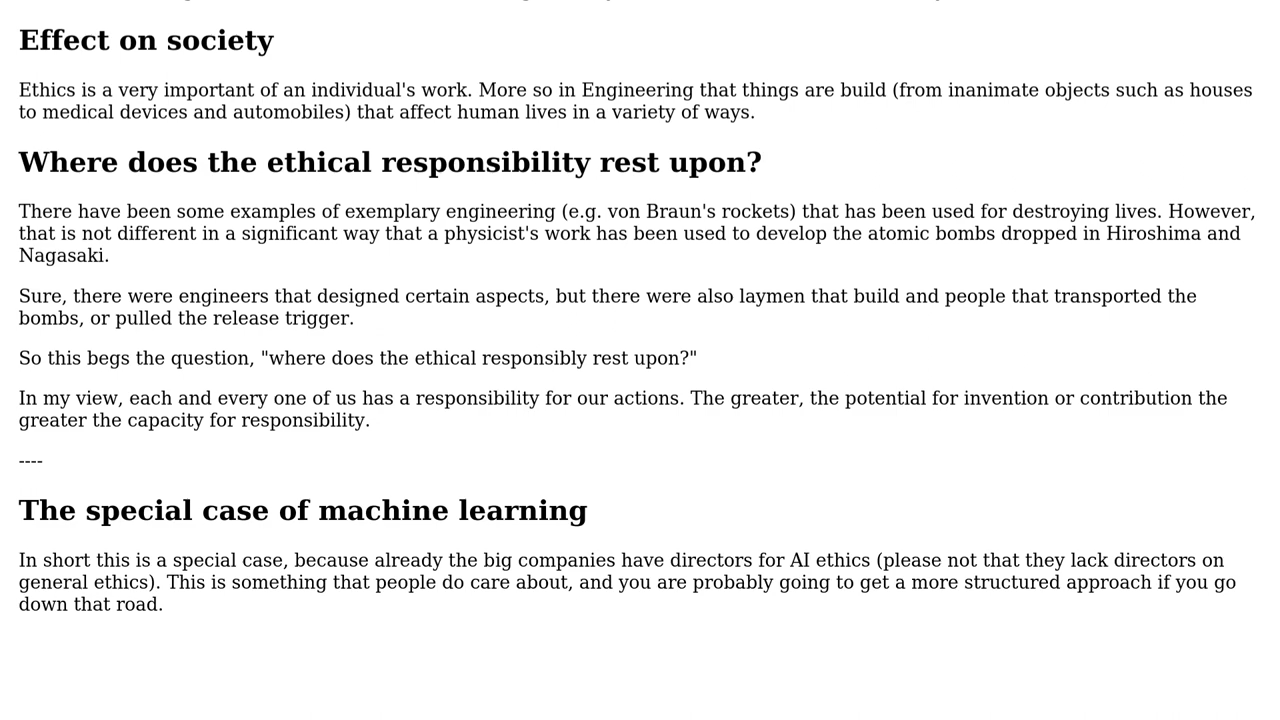 Effect on society
Ethics is a very important of an individual's work. More so in Engineering that things are build (from inanimate objects such as houses
to medical devices and automobiles) that affect human lives in a variety of ways.
Where does the ethical responsibility rest upon?
There have been some examples of exemplary engineering (e.g. von Braun's rockets) that has been used for destroying lives. However,
that is not different in a significant way that a physicist's work has been used to develop the atomic bombs dropped in Hiroshima and
Nagasaki.
Sure, there were engineers that designed certain aspects, but there were also laymen that build and people that transported the
bombs, or pulled the release trigger.
So this begs the question, "where does the ethical responsibly rest upon?"
In my view, each and every one of us has a responsibility for our actions. The greater, the potential for invention or contribution the
greater the capacity for responsibility.
----
The special case of machine learning
In short this is a special case, because already the big companies have directors for AI ethics (please not that they lack directors on
general ethics). This is something that people do care about, and you are probably going to get a more structured approach if you go
down that road.